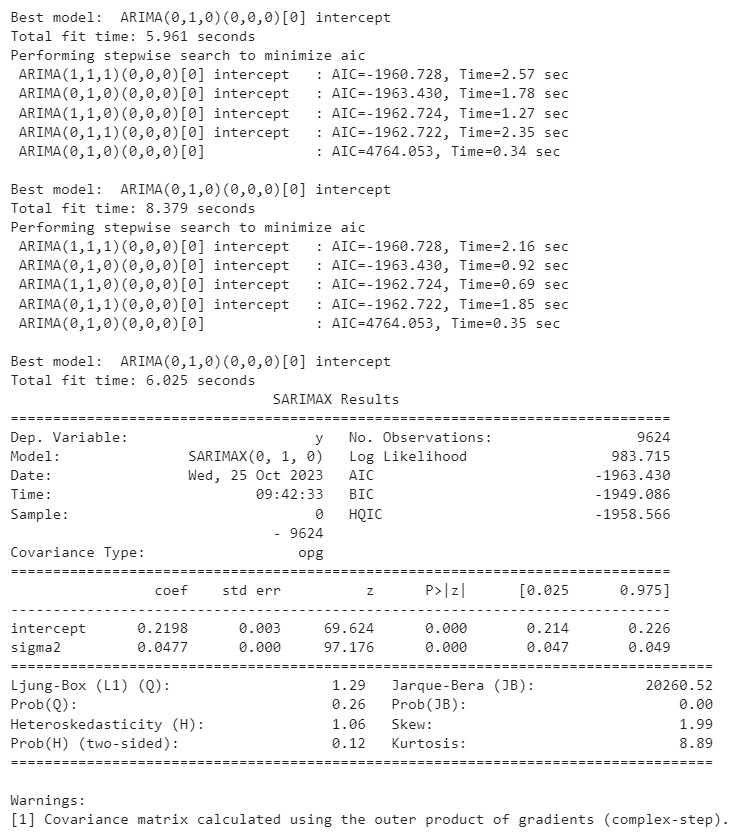 Best model:  ARIMA(0,1,0)(0,0,0)[0] intercept
Total fit time: 5.961 seconds
Performing stepwise search to minimize aic
 ARIMA(1,1,1)(0,0,0)[0] intercept   : AIC=-1960.728, Time=2.57 sec
 ARIMA(0,1,0)(0,0,0)[0] intercept   : AIC=-1963.430, Time=1.78 sec
 ARIMA(1,1,0)(0,0,0)[0] intercept   : AIC=-1962.724, Time=1.27 sec
 ARIMA(0,1,1)(0,0,0)[0] intercept   : AIC=-1962.722, Time=2.35 sec
 ARIMA(0,1,0)(0,0,0)[0]             : AIC=4764.053, Time=0.34 sec

Best model:  ARIMA(0,1,0)(0,0,0)[0] intercept
Total fit time: 8.379 seconds
Performing stepwise search to minimize aic
 ARIMA(1,1,1)(0,0,0)[0] intercept   : AIC=-1960.728, Time=2.16 sec
 ARIMA(0,1,0)(0,0,0)[0] intercept   : AIC=-1963.430, Time=0.92 sec
 ARIMA(1,1,0)(0,0,0)[0] intercept   : AIC=-1962.724, Time=0.69 sec
 ARIMA(0,1,1)(0,0,0)[0] intercept   : AIC=-1962.722, Time=1.85 sec
 ARIMA(0,1,0)(0,0,0)[0]             : AIC=4764.053, Time=0.35 sec

Best model:  ARIMA(0,1,0)(0,0,0)[0] intercept
Total fit time: 6.025 seconds
                               SARIMAX Results
==============================================================================
Dep. Variable:                      y   No. Observations:                 9624
Model:               SARIMAX(0, 1, 0)   Log Likelihood                 983.715
Date:                Wed, 25 Oct 2023   AIC                          -1963.430
Time:                        09:42:33   BIC                          -1949.086
Sample:                             0   HQIC                         -1958.566
                               - 9624
Covariance Type:                  opg
==============================================================================
                 coef    std err          z      P>|z|      [0.025      0.975]
------------------------------------------------------------------------------
intercept      0.2198      0.003     69.624      0.000       0.214       0.226
sigma2         0.0477      0.000     97.176      0.000       0.047       0.049
===================================================================================
Ljung-Box (L1) (Q):                   1.29   Jarque-Bera (JB):             20260.52
Prob(Q):                              0.26   Prob(JB):                         0.00
Heteroskedasticity (H):               1.06   Skew:                             1.99
Prob(H) (two-sided):                  0.12   Kurtosis:                         8.89
===================================================================================

Warnings:
[1] Covariance matrix calculated using the outer product of gradients (complex-step).